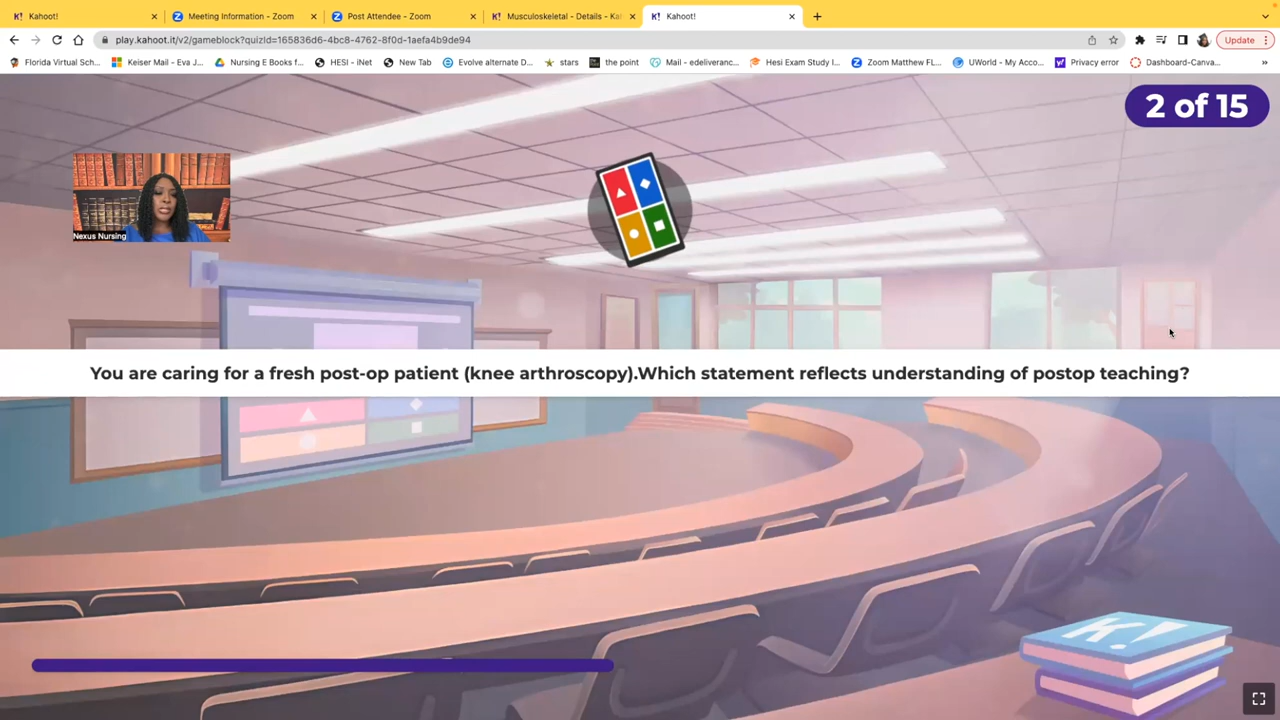 Kahoot!
Meeting Information - Zoom
Post Attendee - Zoom
Musculoskeletal - Details - Ka
Kahoot!
play.kahoot.it/v2/gameblock?quizId=165836d6-4bc8-4762-8f0d-1aefa4b9de94
Update
Florida Virtual Sch...
Keiser Mail - Eva J...
Nursing E Books f...
HESI - iNet
New Tab
Evolve alternate D...
stars
the point
Mail - edeliveranc...
Hesi Exam Study I...
Zoom Matthew FL...
UWorld - My Acco...
Privacy error
Dashboard-Canva...
»
2 of 15
Nexus Nursing
You are caring for a fresh post-op patient (knee arthroscopy).Which statement reflects understanding of postop teaching?
K!